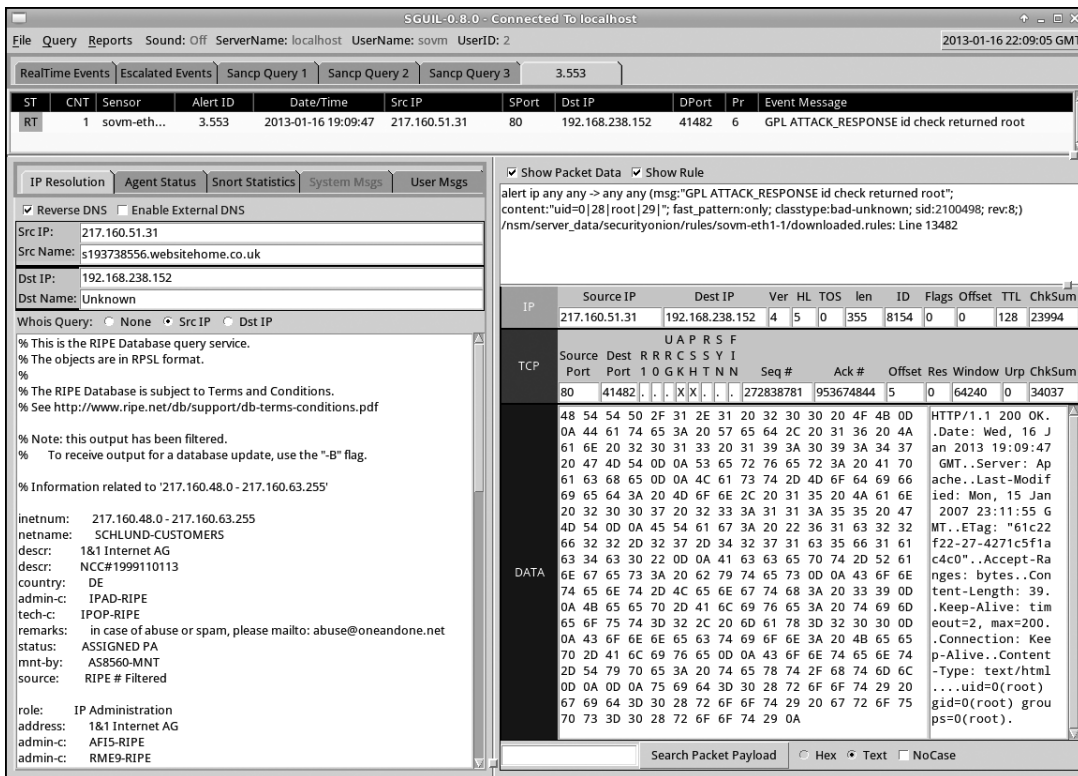 SGUIL-0.8.0 - Connected To localhost
File Query Reports Sound: Off ServerName: localhost UserName: sovm UserID: 2
2013-01-16 22:09:05 GMT
RealTime Events Escalated Events Sancp Query 1 Sancp Query 2 Sancp Query 3 3.553
ST CNT Sensor Alert ID Date/Time Src IP SPort Dst IP DPort Pr Event Message
RT 1 sovm-eth... 3.553 2013-01-16 19:09:47 217.160.51.31 80 192.168.238.152 41482 6 GPL ATTACK_RESPONSE id check returned root
IP Resolution Agent Status Snort Statistics System Msgs User Msgs
Reverse DNS Enable External DNS
Src IP: 217.160.51.31
Src Name: s193738556.websitehome.co.uk
Dst IP: 192.168.238.152
Dst Name: Unknown
Whois Query: None Src IP Dst IP
% This is the RIPE Database query service.
% The objects are in RPSL format.
%
% The RIPE Database is subject to Terms and Conditions.
% See http://www.ripe.net/db/support/db-terms-conditions.pdf
% Note: this output has been filtered.
% To receive output for a database update, use the "-B" flag.
% Information related to '217.160.48.0 - 217.160.63.255'
inetnum: 217.160.48.0 - 217.160.63.255
netname: SCHLUND-CUSTOMERS
descr: 1&1 Internet AG
descr: NCC#1999110113
country: DE
admin-c: IPAD-RIPE
tech-c: IPOP-RIPE
remarks: in case of abuse or spam, please mailto: abuse@oneandone.net
status: ASSIGNED PA
mnt-by: AS8560-MNT
source: RIPE # Filtered
role: IP Administration
address: 1&1 Internet AG
admin-c: AFI5-RIPE
admin-c: RME9-RIPE
Show Packet Data Show Rule
alert ip any any -> any any (msg:"GPL ATTACK_RESPONSE id check returned root";
content:"uid=0|28|root|29|"; fast_pattern:only; classtype:bad-unknown; sid:2100498; rev:8;)
/nsm/server_data/securityonion/rules/sovm-eth1-1/downloaded.rules: Line 13482
IP
Source IP Dest IP Ver HL TOS len ID Flags Offset TTL ChkSum
217.160.51.31 192.168.238.152 4 5 0 355 8154 0 0 128 23994
TCP
U A P R S F
Source Dest R R R C S S Y I
Port Port 1 0 G K H T N N Seq # Ack # Offset Res Window Urp ChkSum
80 41482 . . . X X . . . 272838781 953674844 5 0 64240 0 34037
DATA
48 54 54 50 2F 31 2E 31 20 32 30 30 20 4F 4B 0D HTTP/1.1 200 OK.
0A 44 61 74 65 3A 20 57 65 64 2C 20 31 36 20 4A .Date: Wed, 16 J
61 6E 20 32 30 31 33 20 31 39 3A 30 39 3A 34 37 an 2013 19:09:47
20 47 4D 54 0D 0A 53 65 72 76 65 72 3A 20 41 70 GMT..Server: Ap
61 63 68 65 0D 0A 4C 61 73 74 2D 4D 6F 64 69 66 ache..Last-Modif
69 65 64 3A 20 4D 6F 6E 2C 20 31 35 20 4A 61 6E ied: Mon, 15 Jan
20 32 30 30 37 20 32 33 3A 31 31 3A 35 35 20 47 2007 23:11:55 G
4D 54 0D 0A 45 54 61 67 3A 20 22 36 31 63 32 32 MT..ETag: "61c22
66 32 32 2D 32 37 2D 34 32 37 31 63 35 66 31 61 f22-27-4271c5f1a
63 34 63 30 22 0D 0A 41 63 63 65 70 74 2D 52 61 c4c0"..Accept-Ra
6E 67 65 73 3A 20 62 79 74 65 73 0D 0A 43 6F 6E nges: bytes..Con
74 65 6E 74 2D 4C 65 6E 67 74 68 3A 20 33 39 0D tent-Length: 39.
0A 4B 65 65 70 2D 41 6C 69 76 65 3A 20 74 69 6D .Keep-Alive: tim
65 6F 75 74 3D 32 2C 20 6D 61 78 3D 32 30 30 0D eout=2, max=200.
0A 43 6F 6E 6E 65 63 74 69 6F 6E 3A 20 4B 65 65 .Connection: Kee
70 2D 41 6C 69 76 65 0D 0A 43 6F 6E 74 65 6E 74 p-Alive..Content
2D 54 79 70 65 3A 20 74 65 78 74 2F 68 74 6D 6C -Type: text/html
0D 0A 0D 0A 75 69 64 3D 30 28 72 6F 6F 74 29 20 ....uid=0(root)
67 69 64 3D 30 28 72 6F 6F 74 29 20 67 72 6F 75 gid=0(root) grou
70 73 3D 30 28 72 6F 6F 74 29 0A ps=0(root).
Search Packet Payload Hex Text NoCase